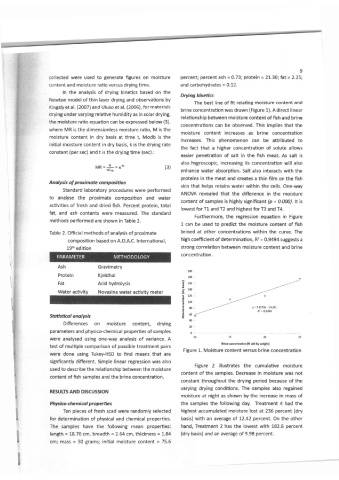 9
collected were used to generate figures on moisture
content and moisture ratio versus drying time.
In the analysis of drying kinetics based on the
Newton model of thin layer drying and observations by
Kingsly et al. (2007) and Uluko et al. (2006), for materials
drying under varying relative humidity as in solar drying,
the moisture ratio equation can be expressed below (3)
where MR is the dimensionless moisture ratio, M is the
moisture content in dry basis at time t, Modb is the
initial moisture content in dry basis, k is the drying rate
constant (per sec) and t is the drying time (sec).
(3)
Analysis of proximate composition
Standard laboratory procedures were performed
to analyse the proximate composition and water
activities of fresh and dried fish. Percent protein, total
fat, and ash contents were measured. The standard
methods performed are shown in Table 2.
Table 2. Official methods of analysis of proximate
composition based on A.O.A.C. International,
19th edition
PARAMETER METHODOLOGY
Ash Gravimetry
Protein Kjeldhal
Fat Acid hydrolysis
Water activity Novasina water activity meter
Statistical analysis
Differences on moisture content, drying
parameters and physico-chemical properties of samples
were analysed using one-way analysis of variance. A
test of multiple comparison of possible treatment pairs
were done using Tukey-HSD to find means that are
significantly different. Simple linear regression was also
used to describe the relationship between the moisture
content of fish samples and the brine concentration.
RESULTS AND DISCUSSION
Physico-chemical properties
Ten pieces of fresh scad were randomly selected
for determination of physical and chemical properties.
The samples have the following mean properties:
length = 18.70 cm, breadth = 2.64 cm, thickness = 1.84
cm; mass = 30 grams; initial moisture content = 75.6
percent; percent ash = 0.73; protein = 21.30; fat = 2.25;
and carbohydrates = 0.12.
Drying kinetics
The best line of fit relating moisture content and
brine concentration was drawn (Figure 1). A direct linear
relationship between moisture content of fish and brine
concentrations can be observed. This implies that the
moisture content increases as brine concentration
increases. This phenomenon can be attributed to
the fact that a higher concentration of solute allows
easier penetration of salt in the fish meat. As salt is
also hygroscopic, increasing its concentration will also
enhance water absorption. Salt also interacts with the
proteins in the meat and creates a thin film on the fish
skin that helps retain water within the cells. One-way
ANOVA revealed that the difference in the moisture
content of samples is highly significant (p = 0.000). It is
lowest for T1 and T2 and highest for T3 and T4.
Furthermore, the regression equation in Figure
1 can be used to predict the moisture content of fish
brined at other concentrations within the curve. The
high coefficient of determination, R² = 0.9494 suggests a
strong correlation between moisture content and brine
concentration.
Figure 1. Moisture content versus brine concentration
Figure 2 illustrates the cumulative moisture
content of the samples. Decrease in moisture was not
constant throughout the drying period because of the
varying drying conditions. The samples also regained
moisture at night as shown by the increase in mass of
the samples the following day. Treatment 4 had the
highest accumulated moisture lost at 236 percent (dry
basis) with an average of 12.42 percent. On the other
hand, Treatment 2 has the lowest with 102.8 percent
(dry basis) and an average of 9.98 percent.